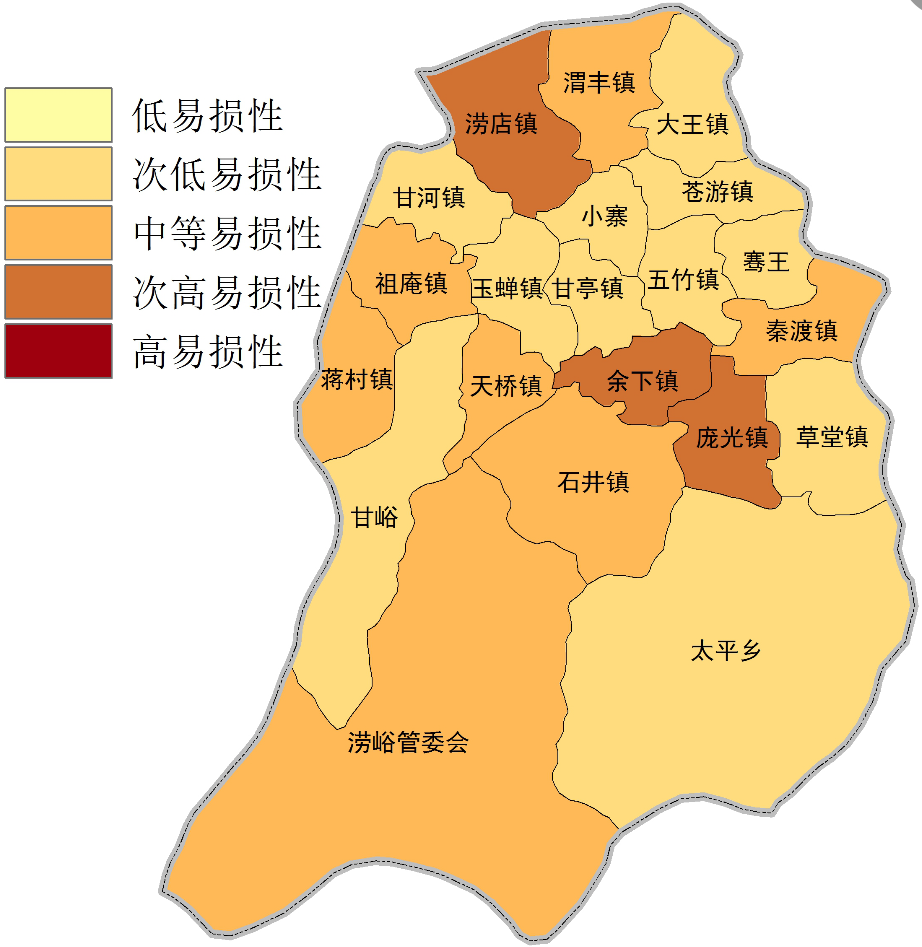 低易损性
次低易损性
中等易损性
次高易损性
高易损性
渭丰镇
涝店镇
大王镇
甘河镇
苍游镇
小寨
骞王
祖庵镇
玉蝉镇
甘亭镇
五竹镇
秦渡镇
蒋村镇
天桥镇
余下镇
庞光镇
草堂镇
石井镇
甘峪
太平乡
涝峪管委会